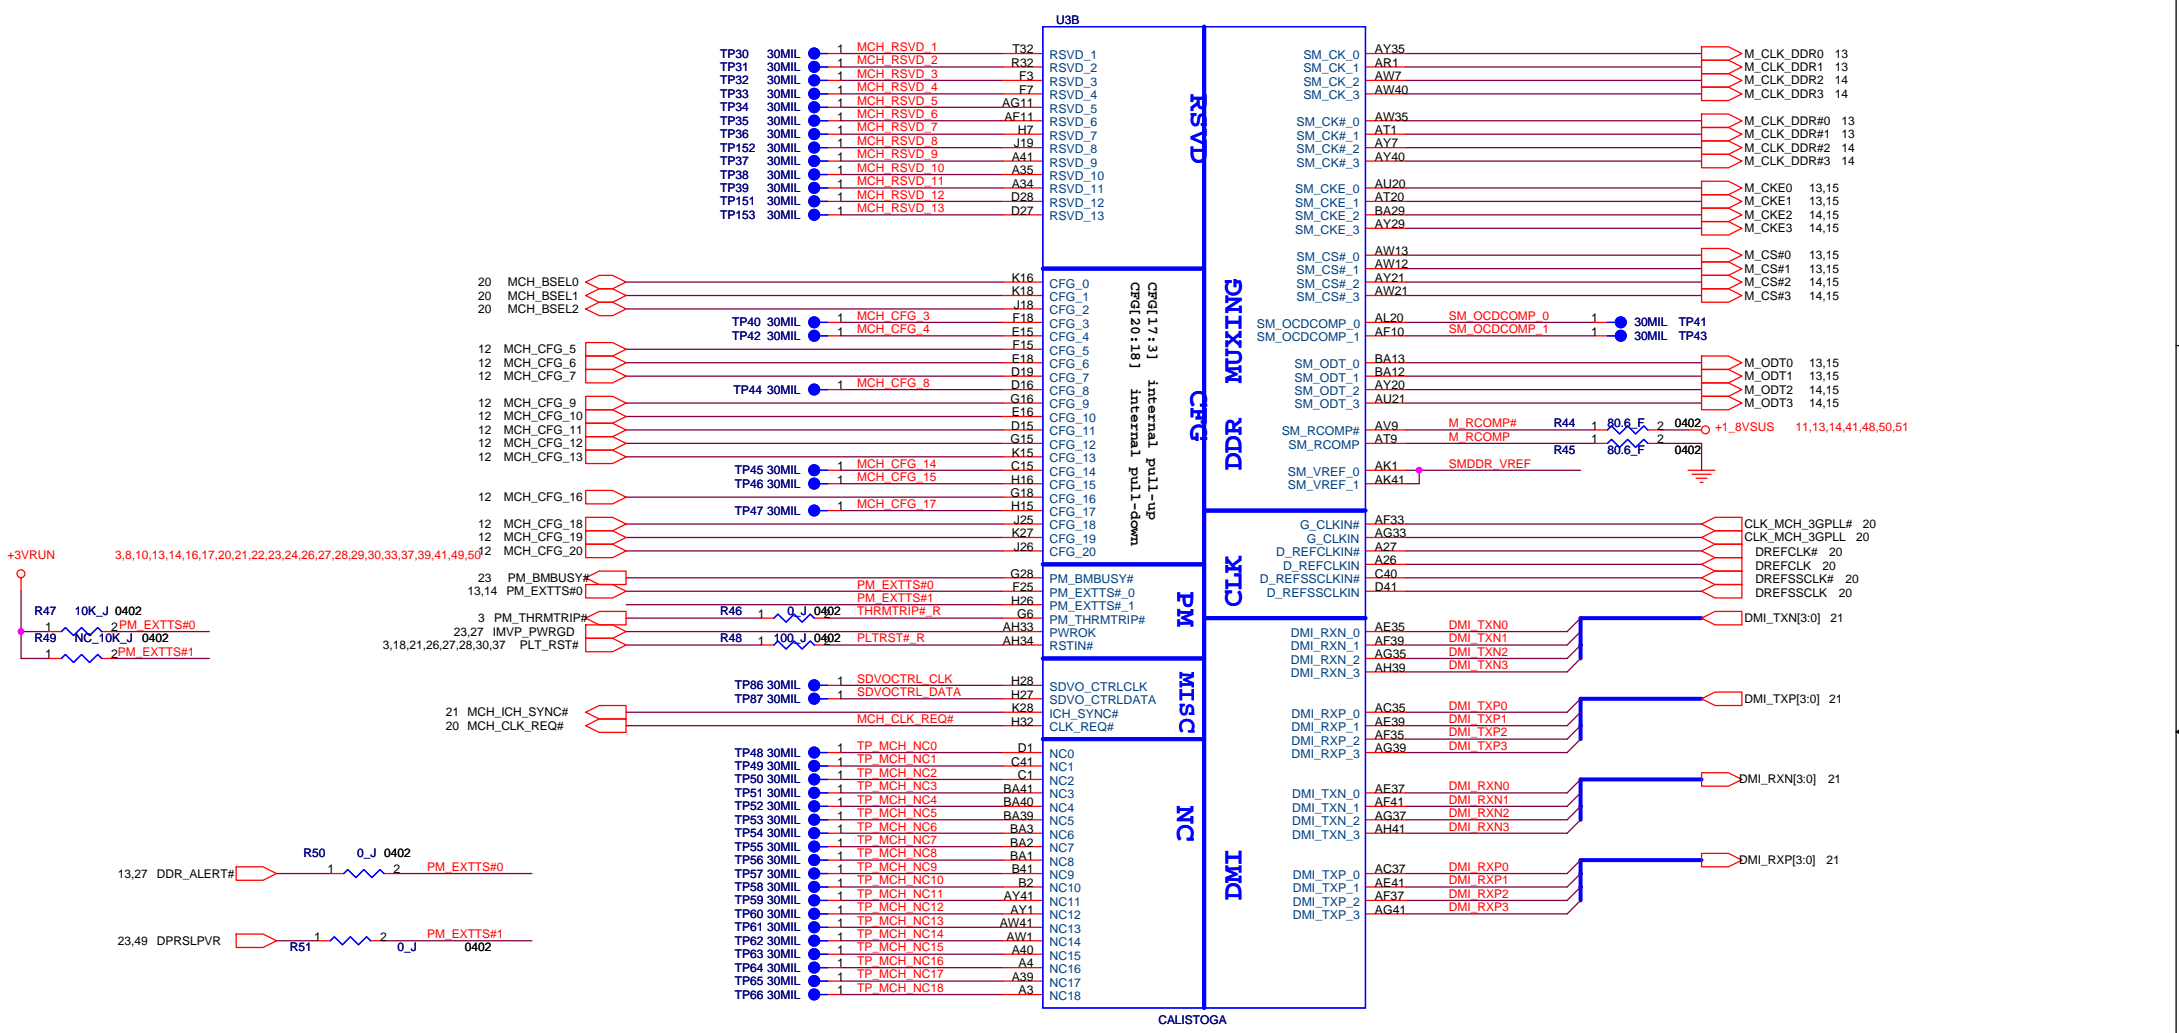 U3B
TP30 30MIL 1 MCH_RSVD_1 T32 RSVD_1
TP31 30MIL 1 MCH_RSVD_2 R32 RSVD_2
TP32 30MIL 1 MCH_RSVD_3 F3 RSVD_3
TP33 30MIL 1 MCH_RSVD_4 F7 RSVD_4
TP34 30MIL 1 MCH_RSVD_5 AG11 RSVD_5
TP35 30MIL 1 MCH_RSVD_6 AF11 RSVD_6
TP36 30MIL 1 MCH_RSVD_7 H7 RSVD_7
TP152 30MIL 1 MCH_RSVD_8 J19 RSVD_8
TP37 30MIL 1 MCH_RSVD_9 A41 RSVD_9
TP38 30MIL 1 MCH_RSVD_10 A35 RSVD_10
TP39 30MIL 1 MCH_RSVD_11 A34 RSVD_11
TP151 30MIL 1 MCH_RSVD_12 D28 RSVD_12
TP153 30MIL 1 MCH_RSVD_13 D27 RSVD_13
RSVD
20 MCH_BSEL0 K16 CFG_0
20 MCH_BSEL1 K18 CFG_1
20 MCH_BSEL2 J18 CFG_2
TP40 30MIL 1 MCH_CFG_3 F18 CFG_3
TP42 30MIL 1 MCH_CFG_4 E15 CFG_4
12 MCH_CFG_5 F15 CFG_5
12 MCH_CFG_6 E18 CFG_6
12 MCH_CFG_7 D19 CFG_7
TP44 30MIL 1 MCH_CFG_8 D16 CFG_8
12 MCH_CFG_9 G16 CFG_9
12 MCH_CFG_10 E16 CFG_10
12 MCH_CFG_11 D15 CFG_11
12 MCH_CFG_12 G15 CFG_12
12 MCH_CFG_13 K15 CFG_13
TP45 30MIL 1 MCH_CFG_14 C15 CFG_14
TP46 30MIL 1 MCH_CFG_15 H16 CFG_15
12 MCH_CFG_16 G18 CFG_16
TP47 30MIL 1 MCH_CFG_17 H15 CFG_17
12 MCH_CFG_18 J25 CFG_18
12 MCH_CFG_19 K27 CFG_19
12 MCH_CFG_20 J26 CFG_20
CFG[17:3] internal pull-up
CFG[20:18] internal pull-down
CFG
23 PM_BMBUSY# G28 PM_BMBUSY#
13,14 PM_EXTTS#0 PM_EXTTS#0 F25 PM_EXTTS#_0
PM_EXTTS#1 H26 PM_EXTTS#_1
3 PM_THRMTRIP# R46 1 0_J 0402 THRMTRIP#_R G6 PM_THRMTRIP#
23,27 IMVP_PWRGD AH33 PWROK
3,18,21,26,27,28,30,37 PLT_RST# R48 1 100_J 0402 PLTRST#_R AH34 RSTIN#
PM
TP86 30MIL 1 SDVOCTRL_CLK H28 SDVO_CTRLCLK
TP87 30MIL 1 SDVOCTRL_DATA H27 SDVO_CTRLDATA
21 MCH_ICH_SYNC# K28 ICH_SYNC#
20 MCH_CLK_REQ# MCH_CLK_REQ# H32 CLK_REQ#
MISC
TP48 30MIL 1 TP_MCH_NC0 D1 NC0
TP49 30MIL 1 TP_MCH_NC1 C41 NC1
TP50 30MIL 1 TP_MCH_NC2 C1 NC2
TP51 30MIL 1 TP_MCH_NC3 BA41 NC3
TP52 30MIL 1 TP_MCH_NC4 BA40 NC4
TP53 30MIL 1 TP_MCH_NC5 BA39 NC5
TP54 30MIL 1 TP_MCH_NC6 BA3 NC6
TP55 30MIL 1 TP_MCH_NC7 BA2 NC7
TP56 30MIL 1 TP_MCH_NC8 BA1 NC8
TP57 30MIL 1 TP_MCH_NC9 B41 NC9
TP58 30MIL 1 TP_MCH_NC10 B2 NC10
TP59 30MIL 1 TP_MCH_NC11 AY41 NC11
TP60 30MIL 1 TP_MCH_NC12 AY1 NC12
TP61 30MIL 1 TP_MCH_NC13 AW41 NC13
TP62 30MIL 1 TP_MCH_NC14 AW1 NC14
TP63 30MIL 1 TP_MCH_NC15 A40 NC15
TP64 30MIL 1 TP_MCH_NC16 A4 NC16
TP65 30MIL 1 TP_MCH_NC17 A39 NC17
TP66 30MIL 1 TP_MCH_NC18 A3 NC18
NC
+3VRUN 3,8,10,13,14,16,17,20,21,22,23,24,26,27,28,29,30,33,37,39,41,49,50
R47 10K_J 0402
1 2 PM_EXTTS#0
R49 NC_10K_J 0402
1 2 PM_EXTTS#1
R50 0_J 0402
13,27 DDR_ALERT# 1 2 PM_EXTTS#0
23,49 DPRSLPVR 1 2 PM_EXTTS#1
R51 0_J 0402
SM_CK_0 AY35 M_CLK_DDR0 13
SM_CK_1 AR1 M_CLK_DDR1 13
SM_CK_2 AW7 M_CLK_DDR2 14
SM_CK_3 AW40 M_CLK_DDR3 14
SM_CK#_0 AW35 M_CLK_DDR#0 13
SM_CK#_1 AT1 M_CLK_DDR#1 13
SM_CK#_2 AY7 M_CLK_DDR#2 14
SM_CK#_3 AY40 M_CLK_DDR#3 14
SM_CKE_0 AU20 M_CKE0 13,15
SM_CKE_1 AT20 M_CKE1 13,15
SM_CKE_2 BA29 M_CKE2 14,15
SM_CKE_3 AY29 M_CKE3 14,15
SM_CS#_0 AW13 M_CS#0 13,15
SM_CS#_1 AW12 M_CS#1 13,15
SM_CS#_2 AY21 M_CS#2 14,15
SM_CS#_3 AW21 M_CS#3 14,15
SM_OCDCOMP_0 AL20 SM_OCDCOMP_0 1 30MIL TP41
SM_OCDCOMP_1 AF10 SM_OCDCOMP_1 1 30MIL TP43
SM_ODT_0 BA13 M_ODT0 13,15
SM_ODT_1 BA12 M_ODT1 13,15
SM_ODT_2 AY20 M_ODT2 14,15
SM_ODT_3 AU21 M_ODT3 14,15
SM_RCOMP# AV9 M_RCOMP# R44 1 80.6_F 2 0402 +1_8VSUS 11,13,14,41,48,50,51
SM_RCOMP AT9 M_RCOMP R45 1 80.6_F 2 0402
SM_VREF_0 AK1 SMDDR_VREF
SM_VREF_1 AK41
DDR MUXING
G_CLKIN# AF33 CLK_MCH_3GPLL# 20
G_CLKIN AG33 CLK_MCH_3GPLL 20
D_REFCLKIN# A27 DREFCLK# 20
D_REFCLKIN A26 DREFCLK 20
D_REFSSCLKIN# C40 DREFSSCLK# 20
D_REFSSCLKIN D41 DREFSSCLK 20
CLK
DMI_RXN_0 AE35 DMI_TXN0 DMI_TXN[3:0] 21
DMI_RXN_1 AF39 DMI_TXN1
DMI_RXN_2 AG35 DMI_TXN2
DMI_RXN_3 AH39 DMI_TXN3
DMI_RXP_0 AC35 DMI_TXP0 DMI_TXP[3:0] 21
DMI_RXP_1 AE39 DMI_TXP1
DMI_RXP_2 AF35 DMI_TXP2
DMI_RXP_3 AG39 DMI_TXP3
DMI_TXN_0 AE37 DMI_RXN0 DMI_RXN[3:0] 21
DMI_TXN_1 AF41 DMI_RXN1
DMI_TXN_2 AG37 DMI_RXN2
DMI_TXN_3 AH41 DMI_RXN3
DMI_TXP_0 AC37 DMI_RXP0 DMI_RXP[3:0] 21
DMI_TXP_1 AE41 DMI_RXP1
DMI_TXP_2 AF37 DMI_RXP2
DMI_TXP_3 AG41 DMI_RXP3
DMI
CALISTOGA